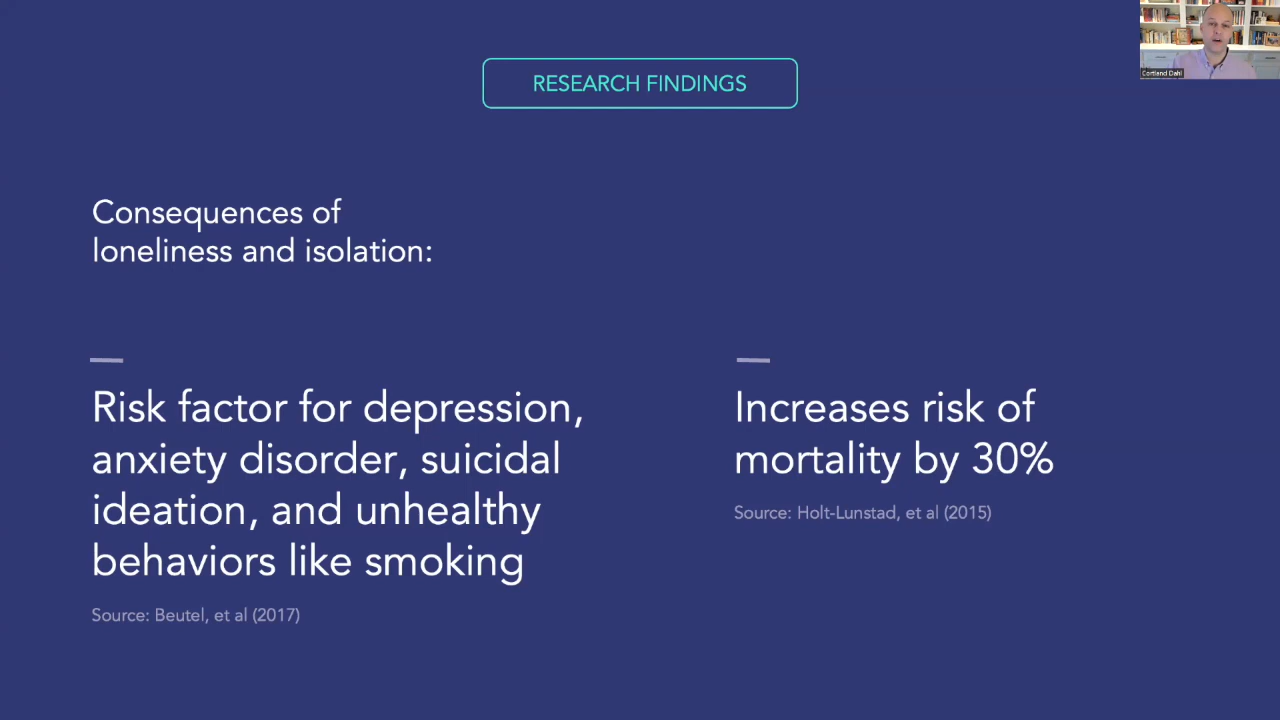 Cortland Dahl
RESEARCH FINDINGS
Consequences of
loneliness and isolation:
Risk factor for depression,
anxiety disorder, suicidal
ideation, and unhealthy
behaviors like smoking
Source: Beutel, et al (2017)
Increases risk of
mortality by 30%
Source: Holt-Lunstad, et al (2015)